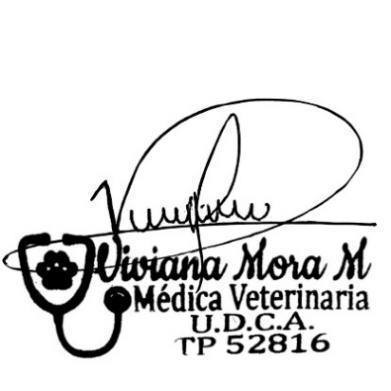 Viviana Mora M
Médica Veterinaria
U.D.C.A.
TP 52816